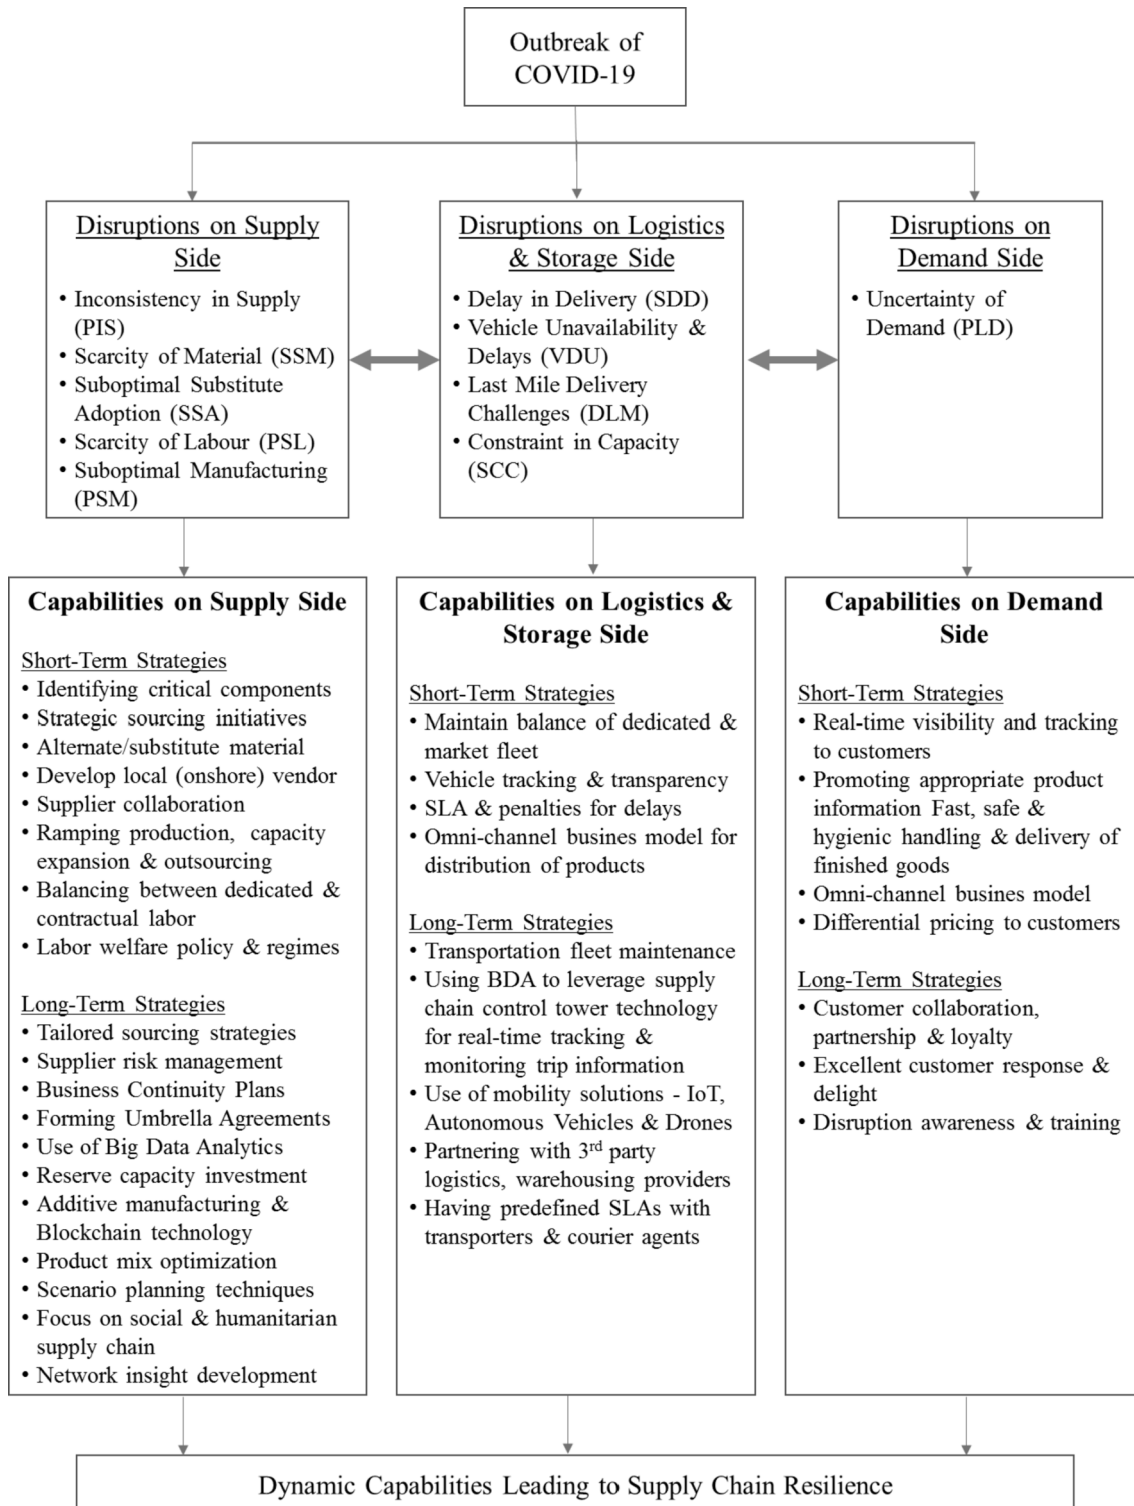 Outbreak of
COVID-19
Disruptions on Supply
Side
• Inconsistency in Supply
(PIS)
• Scarcity of Material (SSM)
• Suboptimal Substitute
Adoption (SSA)
• Scarcity of Labour (PSL)
• Suboptimal Manufacturing
(PSM)
Disruptions on Logistics
& Storage Side
• Delay in Delivery (SDD)
• Vehicle Unavailability &
Delays (VDU)
• Last Mile Delivery
Challenges (DLM)
• Constraint in Capacity
(SCC)
Disruptions on
Demand Side
• Uncertainty of
Demand (PLD)
Capabilities on Supply Side
Short-Term Strategies
• Identifying critical components
• Strategic sourcing initiatives
• Alternate/substitute material
• Develop local (onshore) vendor
• Supplier collaboration
• Ramping production, capacity
expansion & outsourcing
• Balancing between dedicated &
contractual labor
• Labor welfare policy & regimes
Long-Term Strategies
• Tailored sourcing strategies
• Supplier risk management
• Business Continuity Plans
• Forming Umbrella Agreements
• Use of Big Data Analytics
• Reserve capacity investment
• Additive manufacturing &
Blockchain technology
• Product mix optimization
• Scenario planning techniques
• Focus on social & humanitarian
supply chain
• Network insight development
Capabilities on Logistics &
Storage Side
Short-Term Strategies
• Maintain balance of dedicated &
market fleet
• Vehicle tracking & transparency
• SLA & penalties for delays
• Omni-channel busines model for
distribution of products
Long-Term Strategies
• Transportation fleet maintenance
• Using BDA to leverage supply
chain control tower technology
for real-time tracking &
monitoring trip information
• Use of mobility solutions - IoT,
Autonomous Vehicles & Drones
• Partnering with 3rd party
logistics, warehousing providers
• Having predefined SLAs with
transporters & courier agents
Capabilities on Demand
Side
Short-Term Strategies
• Real-time visibility and tracking
to customers
• Promoting appropriate product
information Fast, safe &
hygienic handling & delivery of
finished goods
• Omni-channel busines model
• Differential pricing to customers
Long-Term Strategies
• Customer collaboration,
partnership & loyalty
• Excellent customer response &
delight
• Disruption awareness & training
Dynamic Capabilities Leading to Supply Chain Resilience